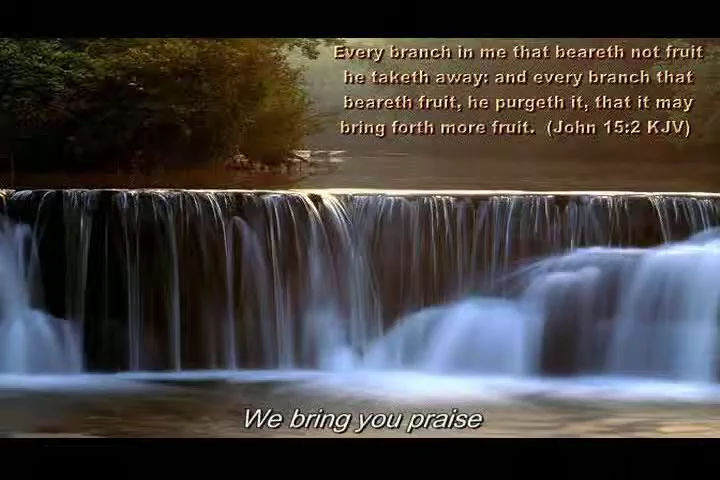 Every branch in me that beareth not fruit
he taketh away: and every branch that
beareth fruit, he purgeth it, that it may
bring forth more fruit.  (John 15:2 KJV)
We bring you praise